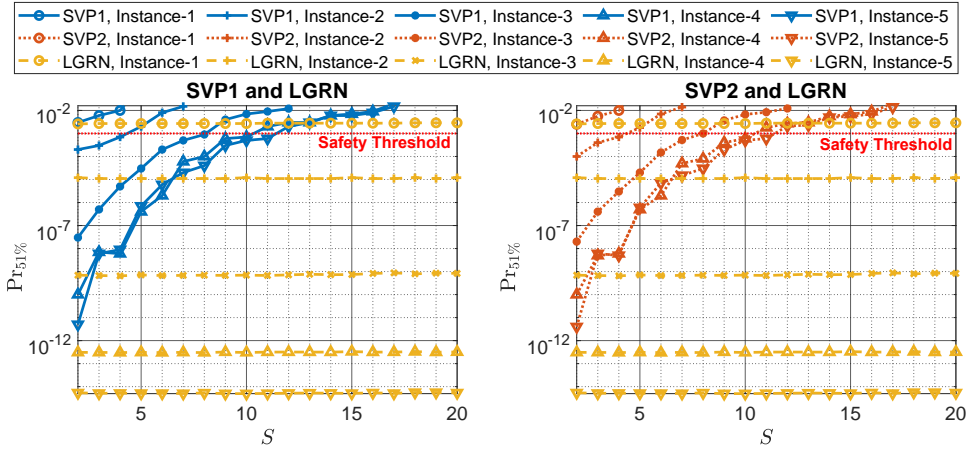 SVP1, Instance-1 SVP1, Instance-2 SVP1, Instance-3 SVP1, Instance-4 SVP1, Instance-5
SVP2, Instance-1 SVP2, Instance-2 SVP2, Instance-3 SVP2, Instance-4 SVP2, Instance-5
LGRN, Instance-1 LGRN, Instance-2 LGRN, Instance-3 LGRN, Instance-4 LGRN, Instance-5
SVP1 and LGRN
10^-2
Safety Threshold
10^-7
Pr_51%
10^-12
5 10 15 20
S
SVP2 and LGRN
10^-2
Safety Threshold
10^-7
Pr_51%
10^-12
5 10 15 20
S